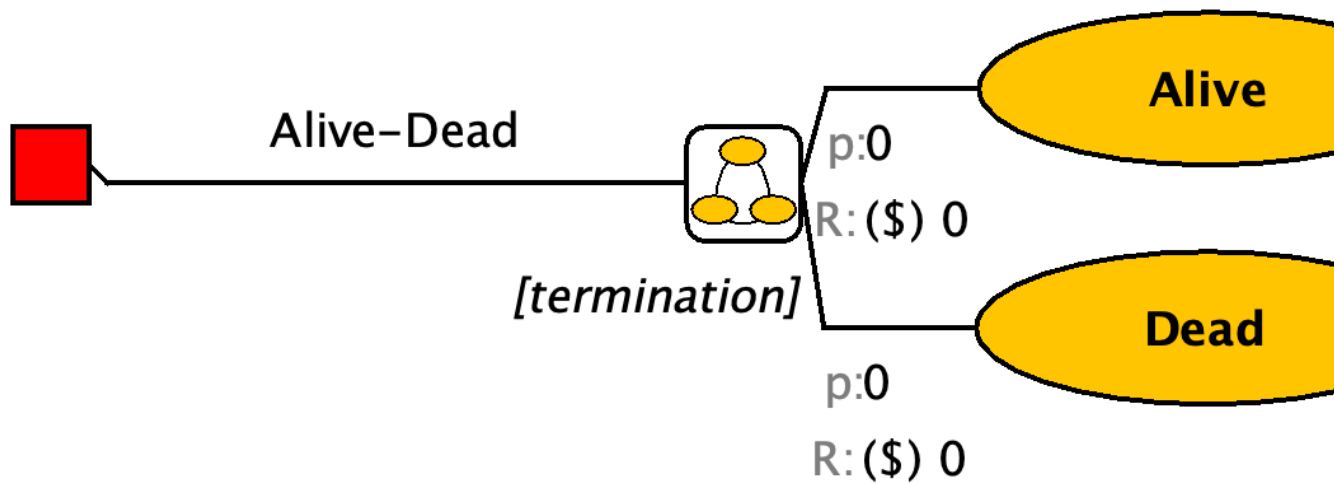 Alive-Dead
Alive
p:0
R: ($) 0
[termination]
Dead
p:0
R: ($) 0